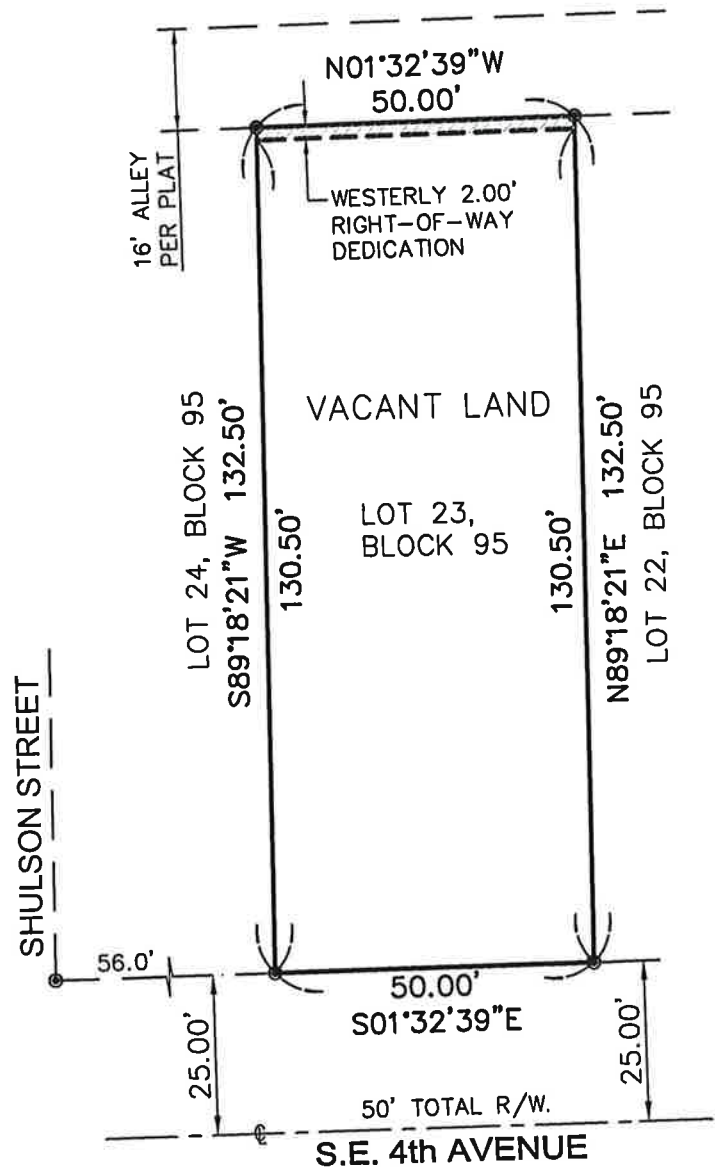 N01°32'39"W
50.00'
16' ALLEY
PER PLAT
WESTERLY 2.00'
RIGHT-OF-WAY
DEDICATION
VACANT LAND
LOT 24, BLOCK 95
S89°18'21"W 132.50'
130.50'
LOT 23,
BLOCK 95
130.50'
N89°18'21"E 132.50'
LOT 22, BLOCK 95
SHULSON STREET
56.0'
50.00'
S01°32'39"E
25.00'
25.00'
50' TOTAL R/W.
℄
S.E. 4th AVENUE